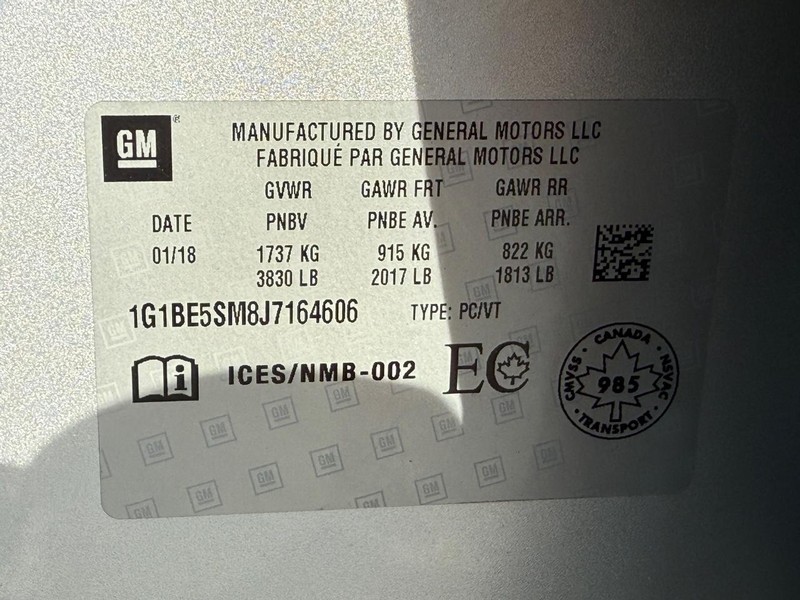 GM
MANUFACTURED BY GENERAL MOTORS LLC
FABRIQUÉ PAR GENERAL MOTORS LLC
GVWR GAWR FRT GAWR RR
DATE PNBV PNBE AV. PNBE ARR.
01/18 1737 KG 915 KG 822 KG
3830 LB 2017 LB 1813 LB
1G1BE5SM8J7164606 TYPE: PC/VT
i ICES/NMB-002 EC
CANADA
CMVSS 985 NSVAC
TRANSPORT